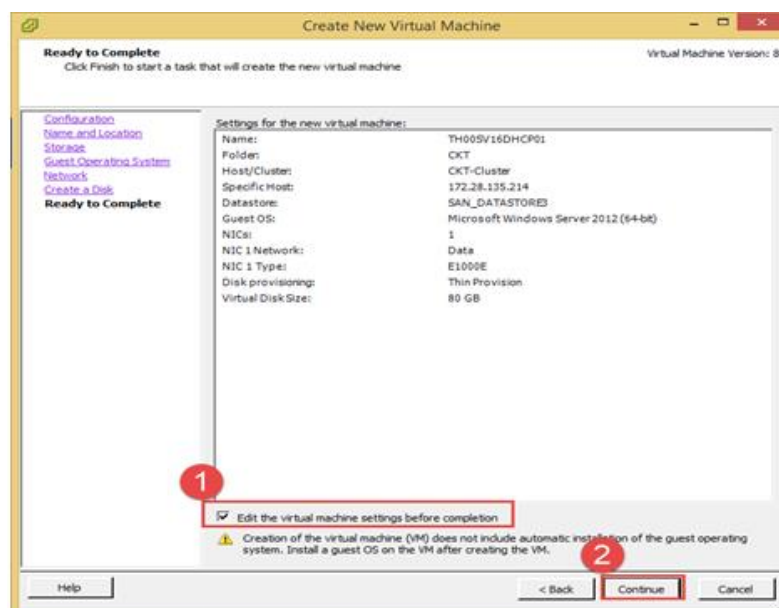 Create New Virtual Machine
Ready to Complete
Click Finish to start a task that will create the new virtual machine
Virtual Machine Version: 8
Configuration
Name and Location
Storage
Guest Operating System
Network
Create a Disk
Ready to Complete
Settings for the new virtual machine:
Name: TH00SV16DHCP01
Folder: CKT
Host/Cluster: CKT-Cluster
Specific Host: 172.28.135.214
Datastore: SAN_DATASTORE3
Guest OS: Microsoft Windows Server 2012 (64-bit)
NICs: 1
NIC 1 Network: Data
NIC 1 Type: E1000E
Disk provisioning: Thin Provision
Virtual Disk Size: 80 GB
1
Edit the virtual machine settings before completion
Creation of the virtual machine (VM) does not include automatic installation of the guest operating
system. Install a guest OS on the VM after creating the VM.
2
Help
< Back
Continue
Cancel